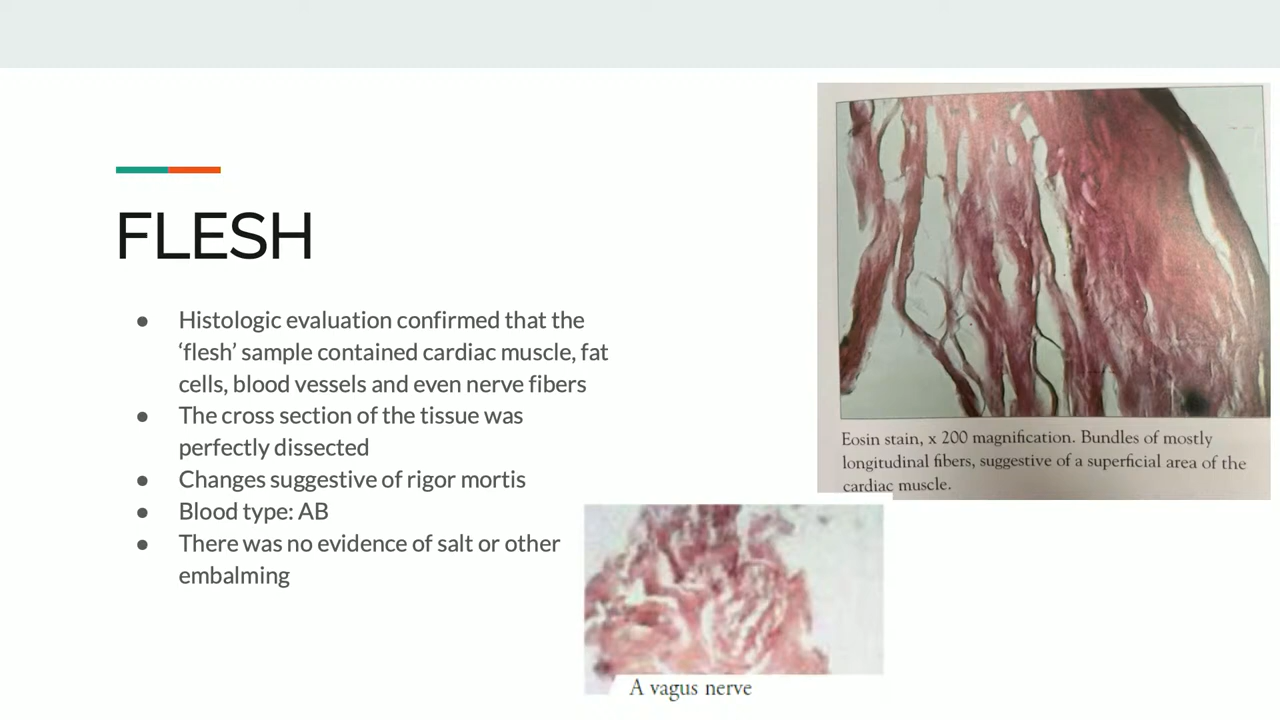 FLESH
● Histologic evaluation confirmed that the
‘flesh’ sample contained cardiac muscle, fat
cells, blood vessels and even nerve fibers
● The cross section of the tissue was
perfectly dissected
● Changes suggestive of rigor mortis
● Blood type: AB
● There was no evidence of salt or other
embalming
Eosin stain, x 200 magnification. Bundles of mostly
longitudinal fibers, suggestive of a superficial area of the
cardiac muscle.
A vagus nerve